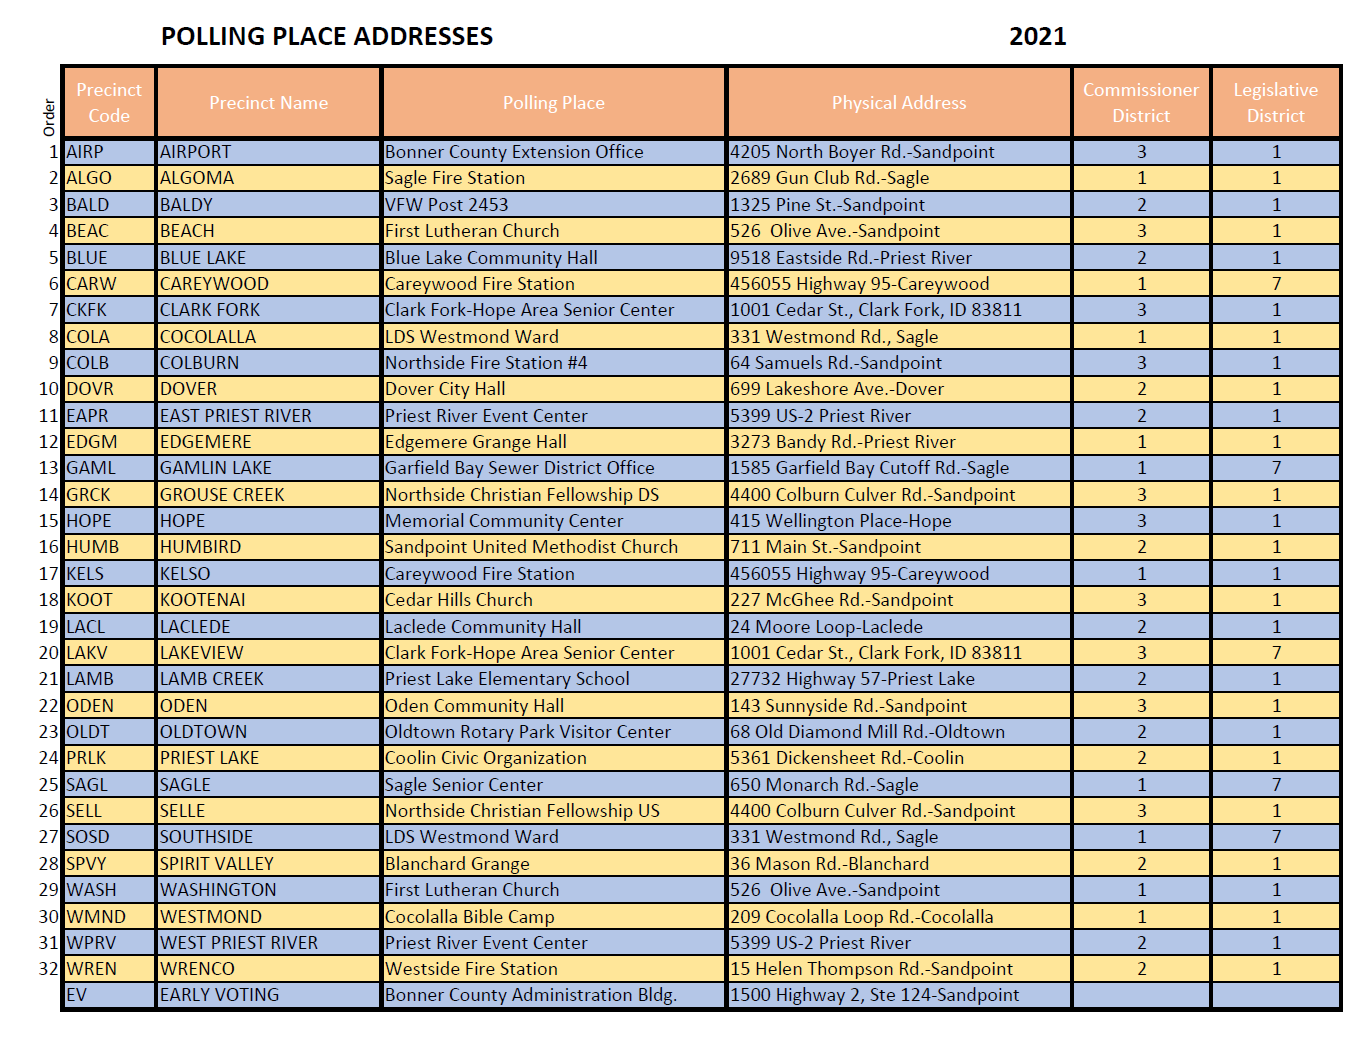 POLLING PLACE ADDRESSES 2021
Order Precinct Code Precinct Name Polling Place Physical Address Commissioner District Legislative District
1 AIRP AIRPORT Bonner County Extension Office 4205 North Boyer Rd.-Sandpoint 3 1
2 ALGO ALGOMA Sagle Fire Station 2689 Gun Club Rd.-Sagle 1 1
3 BALD BALDY VFW Post 2453 1325 Pine St.-Sandpoint 2 1
4 BEAC BEACH First Lutheran Church 526  Olive Ave.-Sandpoint 3 1
5 BLUE BLUE LAKE Blue Lake Community Hall 9518 Eastside Rd.-Priest River 2 1
6 CARW CAREYWOOD Careywood Fire Station 456055 Highway 95-Careywood 1 7
7 CKFK CLARK FORK Clark Fork-Hope Area Senior Center 1001 Cedar St., Clark Fork, ID 83811 3 1
8 COLA COCOLALLA LDS Westmond Ward 331 Westmond Rd., Sagle 1 1
9 COLB COLBURN Northside Fire Station #4 64 Samuels Rd.-Sandpoint 3 1
10 DOVR DOVER Dover City Hall 699 Lakeshore Ave.-Dover 2 1
11 EAPR EAST PRIEST RIVER Priest River Event Center 5399 US-2 Priest River 2 1
12 EDGM EDGEMERE Edgemere Grange Hall 3273 Bandy Rd.-Priest River 1 1
13 GAML GAMLIN LAKE Garfield Bay Sewer District Office 1585 Garfield Bay Cutoff Rd.-Sagle 1 7
14 GRCK GROUSE CREEK Northside Christian Fellowship DS 4400 Colburn Culver Rd.-Sandpoint 3 1
15 HOPE HOPE Memorial Community Center 415 Wellington Place-Hope 3 1
16 HUMB HUMBIRD Sandpoint United Methodist Church 711 Main St.-Sandpoint 2 1
17 KELS KELSO Careywood Fire Station 456055 Highway 95-Careywood 1 1
18 KOOT KOOTENAI Cedar Hills Church 227 McGhee Rd.-Sandpoint 3 1
19 LACL LACLEDE Laclede Community Hall 24 Moore Loop-Laclede 2 1
20 LAKV LAKEVIEW Clark Fork-Hope Area Senior Center 1001 Cedar St., Clark Fork, ID 83811 3 7
21 LAMB LAMB CREEK Priest Lake Elementary School 27732 Highway 57-Priest Lake 2 1
22 ODEN ODEN Oden Community Hall 143 Sunnyside Rd.-Sandpoint 3 1
23 OLDT OLDTOWN Oldtown Rotary Park Visitor Center 68 Old Diamond Mill Rd.-Oldtown 2 1
24 PRLK PRIEST LAKE Coolin Civic Organization 5361 Dickensheet Rd.-Coolin 2 1
25 SAGL SAGLE Sagle Senior Center 650 Monarch Rd.-Sagle 1 7
26 SELL SELLE Northside Christian Fellowship US 4400 Colburn Culver Rd.-Sandpoint 3 1
27 SOSD SOUTHSIDE LDS Westmond Ward 331 Westmond Rd., Sagle 1 7
28 SPVY SPIRIT VALLEY Blanchard Grange 36 Mason Rd.-Blanchard 2 1
29 WASH WASHINGTON First Lutheran Church 526  Olive Ave.-Sandpoint 1 1
30 WMND WESTMOND Cocolalla Bible Camp 209 Cocolalla Loop Rd.-Cocolalla 1 1
31 WPRV WEST PRIEST RIVER Priest River Event Center 5399 US-2 Priest River 2 1
32 WREN WRENCO Westside Fire Station 15 Helen Thompson Rd.-Sandpoint 2 1
EV EARLY VOTING Bonner County Administration Bldg. 1500 Highway 2, Ste 124-Sandpoint